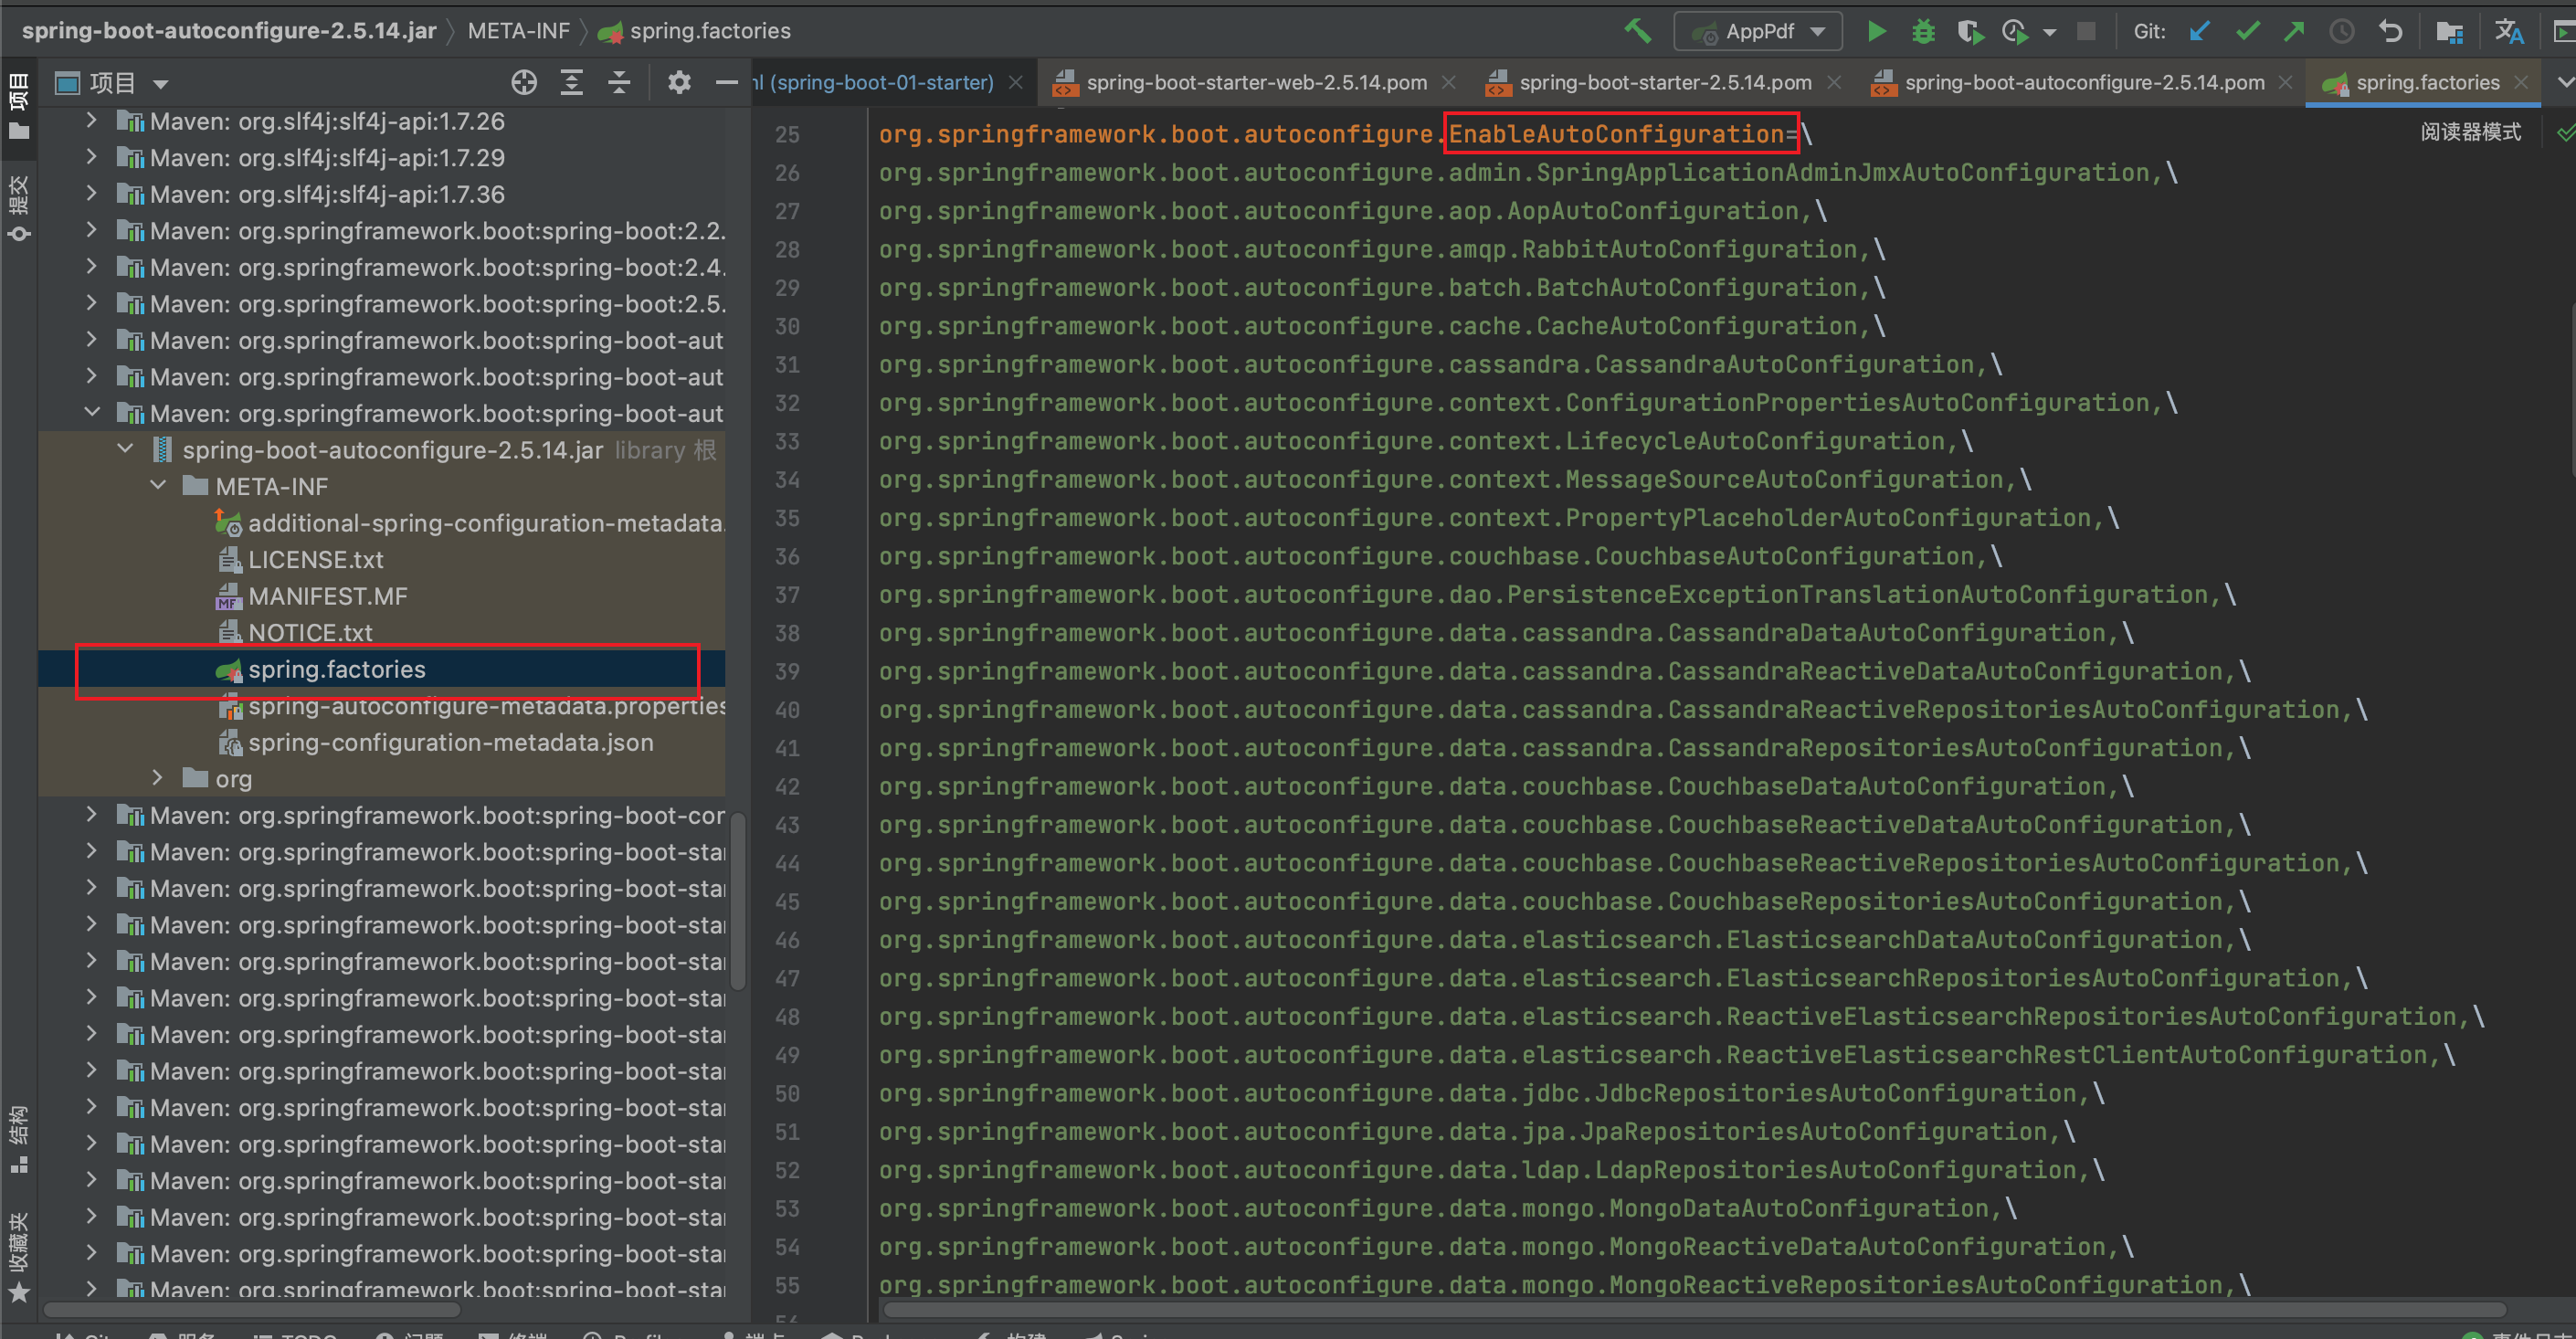 spring-boot-autoconfigure-2.5.14.jar META-INF spring.factories
AppPdf
Git:
项目
提交
结构
收藏夹
项目
Maven: org.slf4j:slf4j-api:1.7.26
Maven: org.slf4j:slf4j-api:1.7.29
Maven: org.slf4j:slf4j-api:1.7.36
Maven: org.springframework.boot:spring-boot:2.2.
Maven: org.springframework.boot:spring-boot:2.4.
Maven: org.springframework.boot:spring-boot:2.5.
Maven: org.springframework.boot:spring-boot-aut
Maven: org.springframework.boot:spring-boot-aut
Maven: org.springframework.boot:spring-boot-aut
spring-boot-autoconfigure-2.5.14.jar library 根
META-INF
additional-spring-configuration-metadata.
LICENSE.txt
MANIFEST.MF
NOTICE.txt
spring.factories
spring-autoconfigure-metadata.properties
spring-configuration-metadata.json
org
Maven: org.springframework.boot:spring-boot-cor
Maven: org.springframework.boot:spring-boot-star
Maven: org.springframework.boot:spring-boot-star
Maven: org.springframework.boot:spring-boot-star
Maven: org.springframework.boot:spring-boot-star
Maven: org.springframework.boot:spring-boot-star
Maven: org.springframework.boot:spring-boot-star
Maven: org.springframework.boot:spring-boot-star
Maven: org.springframework.boot:spring-boot-star
Maven: org.springframework.boot:spring-boot-star
Maven: org.springframework.boot:spring-boot-star
Maven: org.springframework.boot:spring-boot-star
Maven: org.springframework.boot:spring-boot-star
Maven: org.springframework.boot:spring-boot-star
ml (spring-boot-01-starter)
spring-boot-starter-web-2.5.14.pom
spring-boot-starter-2.5.14.pom
spring-boot-autoconfigure-2.5.14.pom
spring.factories
阅读器模式
25 org.springframework.boot.autoconfigure.EnableAutoConfiguration=\
26 org.springframework.boot.autoconfigure.admin.SpringApplicationAdminJmxAutoConfiguration,\
27 org.springframework.boot.autoconfigure.aop.AopAutoConfiguration,\
28 org.springframework.boot.autoconfigure.amqp.RabbitAutoConfiguration,\
29 org.springframework.boot.autoconfigure.batch.BatchAutoConfiguration,\
30 org.springframework.boot.autoconfigure.cache.CacheAutoConfiguration,\
31 org.springframework.boot.autoconfigure.cassandra.CassandraAutoConfiguration,\
32 org.springframework.boot.autoconfigure.context.ConfigurationPropertiesAutoConfiguration,\
33 org.springframework.boot.autoconfigure.context.LifecycleAutoConfiguration,\
34 org.springframework.boot.autoconfigure.context.MessageSourceAutoConfiguration,\
35 org.springframework.boot.autoconfigure.context.PropertyPlaceholderAutoConfiguration,\
36 org.springframework.boot.autoconfigure.couchbase.CouchbaseAutoConfiguration,\
37 org.springframework.boot.autoconfigure.dao.PersistenceExceptionTranslationAutoConfiguration,\
38 org.springframework.boot.autoconfigure.data.cassandra.CassandraDataAutoConfiguration,\
39 org.springframework.boot.autoconfigure.data.cassandra.CassandraReactiveDataAutoConfiguration,\
40 org.springframework.boot.autoconfigure.data.cassandra.CassandraReactiveRepositoriesAutoConfiguration,\
41 org.springframework.boot.autoconfigure.data.cassandra.CassandraRepositoriesAutoConfiguration,\
42 org.springframework.boot.autoconfigure.data.couchbase.CouchbaseDataAutoConfiguration,\
43 org.springframework.boot.autoconfigure.data.couchbase.CouchbaseReactiveDataAutoConfiguration,\
44 org.springframework.boot.autoconfigure.data.couchbase.CouchbaseReactiveRepositoriesAutoConfiguration,\
45 org.springframework.boot.autoconfigure.data.couchbase.CouchbaseRepositoriesAutoConfiguration,\
46 org.springframework.boot.autoconfigure.data.elasticsearch.ElasticsearchDataAutoConfiguration,\
47 org.springframework.boot.autoconfigure.data.elasticsearch.ElasticsearchRepositoriesAutoConfiguration,\
48 org.springframework.boot.autoconfigure.data.elasticsearch.ReactiveElasticsearchRepositoriesAutoConfiguration,\
49 org.springframework.boot.autoconfigure.data.elasticsearch.ReactiveElasticsearchRestClientAutoConfiguration,\
50 org.springframework.boot.autoconfigure.data.jdbc.JdbcRepositoriesAutoConfiguration,\
51 org.springframework.boot.autoconfigure.data.jpa.JpaRepositoriesAutoConfiguration,\
52 org.springframework.boot.autoconfigure.data.ldap.LdapRepositoriesAutoConfiguration,\
53 org.springframework.boot.autoconfigure.data.mongo.MongoDataAutoConfiguration,\
54 org.springframework.boot.autoconfigure.data.mongo.MongoReactiveDataAutoConfiguration,\
55 org.springframework.boot.autoconfigure.data.mongo.MongoReactiveRepositoriesAutoConfiguration,\